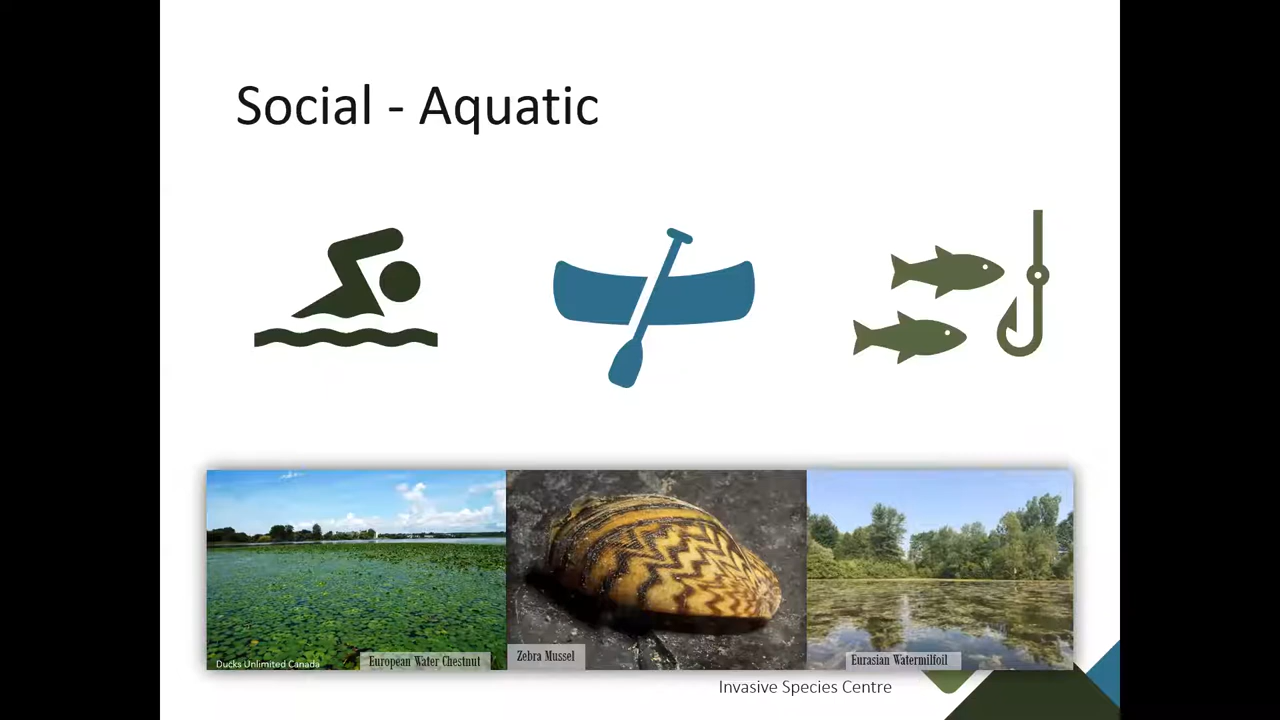 Social - Aquatic
Ducks Unlimited Canada
European Water Chestnut
Zebra Mussel
Eurasian Watermilfoil
Invasive Species Centre